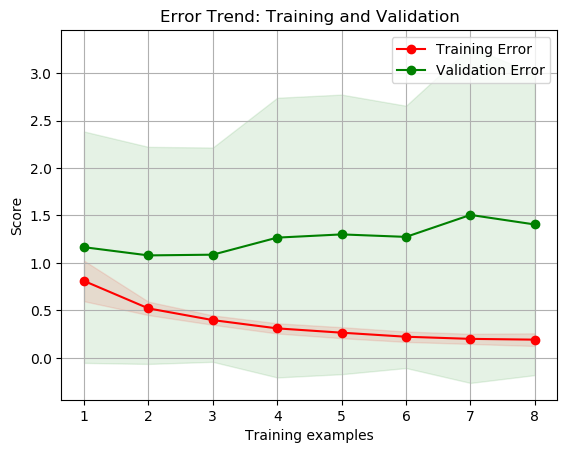 Error Trend: Training and Validation
Training Error
Validation Error
3.0
2.5
2.0
1.5
1.0
0.5
0.0
Score
1 2 3 4 5 6 7 8
Training examples